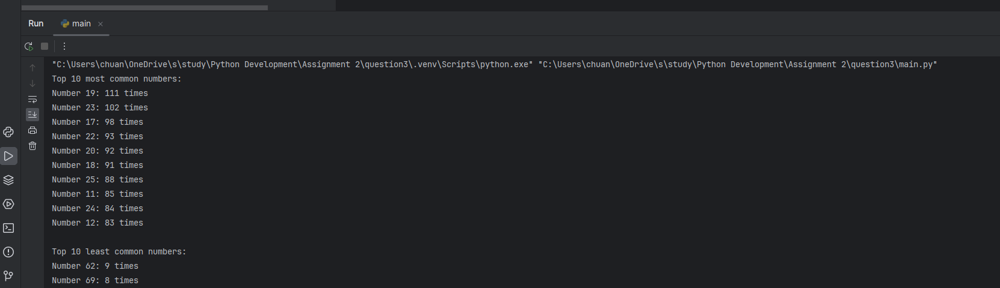 Run main
"C:\Users\chuan\OneDrive\s\study\Python Development\Assignment 2\question3\.venv\Scripts\python.exe" "C:\Users\chuan\OneDrive\s\study\Python Development\Assignment 2\question3\main.py"
Top 10 most common numbers:
Number 19: 111 times
Number 23: 102 times
Number 17: 98 times
Number 22: 93 times
Number 20: 92 times
Number 18: 91 times
Number 25: 88 times
Number 11: 85 times
Number 24: 84 times
Number 12: 83 times
Top 10 least common numbers:
Number 62: 9 times
Number 69: 8 times